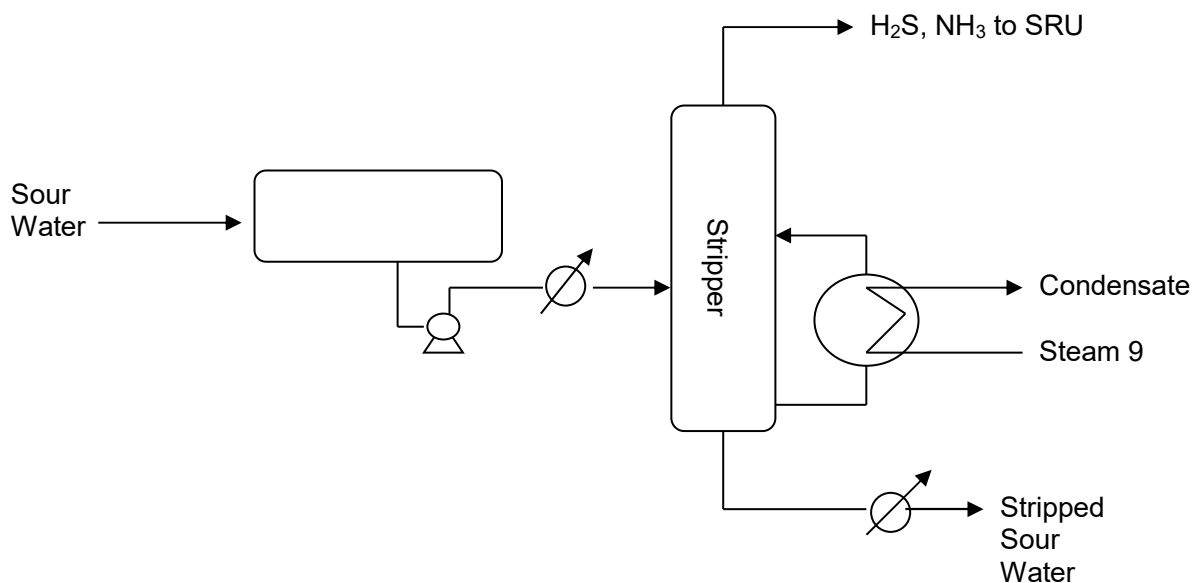 H₂S, NH₃ to SRU
Sour
Water
Stripper
Condensate
Steam 9
Stripped
Sour
Water